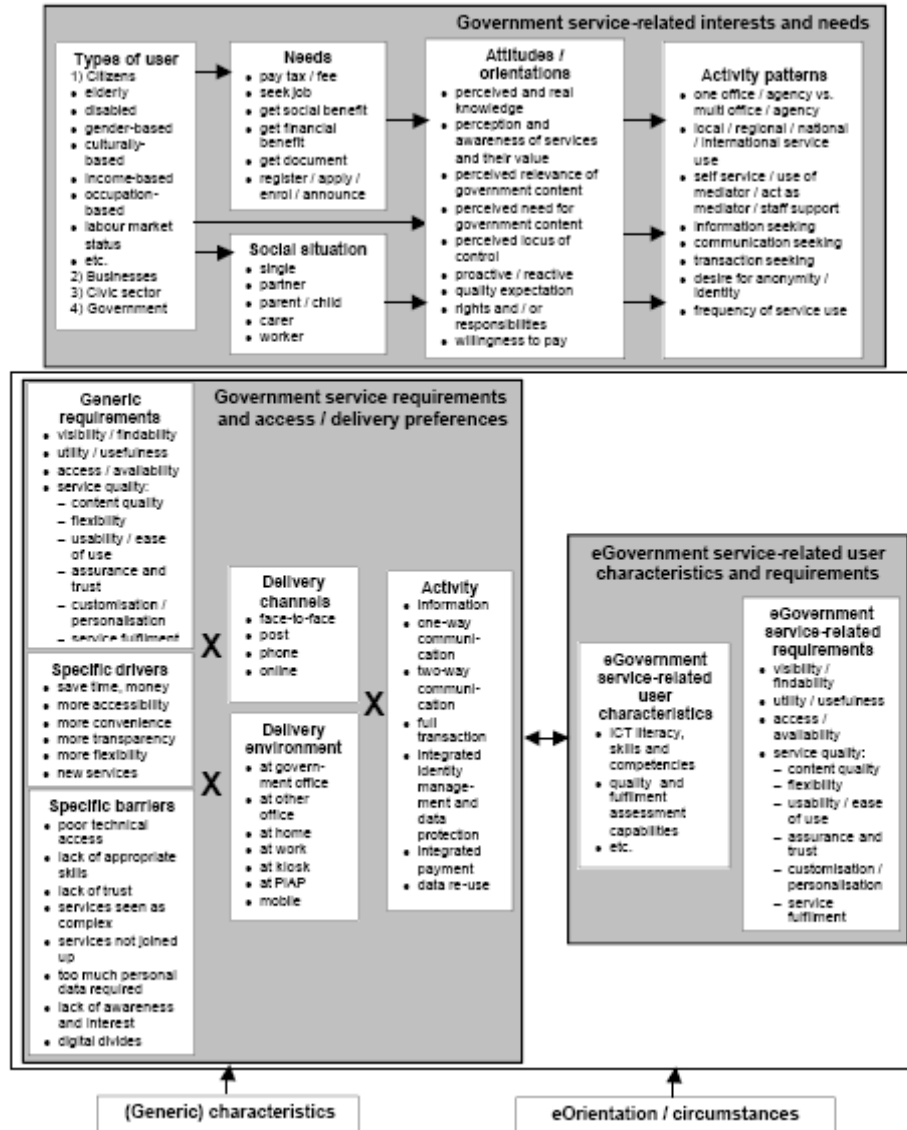 Government service-related interests and needs
Types of user
1) Citizens
• elderly
• disabled
• gender-based
• culturally-
based
• income-based
• occupation-
based
• labour market
status
• etc.
2) Businesses
3) Civic sector
4) Government
Needs
• pay tax / fee
• seek job
• get social benefit
• get financial
benefit
• get document
• register / apply /
enrol / announce
Social situation
• single
• partner
• parent / child
• carer
• worker
Attitudes /
orientations
• perceived and real
knowledge
• perception and
awareness of services
and their value
• perceived relevance of
government content
• perceived need for
government content
• perceived locus of
control
• proactive / reactive
• quality expectation
• rights and / or
responsibilities
• willingness to pay
Activity patterns
• one office / agency vs.
multi office / agency
• local / regional / national
/ international service
use
• self service / use of
mediator / act as
mediator / staff support
• information seeking
• communication seeking
• transaction seeking
• desire for anonymity /
identity
• frequency of service use
Government service requirements
and access / delivery preferences
Generic
requirements
• visibility / findability
• utility / usefulness
• access / availability
• service quality:
– content quality
– flexibility
– usability / ease
of use
– assurance and
trust
– customisation /
personalisation
– service fulfilment
Specific drivers
• save time, money
• more accessibility
• more convenience
• more transparency
• more flexibility
• new services
Specific barriers
• poor technical
access
• lack of appropriate
skills
• lack of trust
• services seen as
complex
• services not joined
up
• too much personal
data required
• lack of awareness
and interest
• digital divides
X
X
Delivery
channels
• face-to-face
• post
• phone
• online
Delivery
environment
• at govern-
ment office
• at other
office
• at home
• at work
• at kiosk
• at PIAP
• mobile
X
Activity
• information
• one-way
communi-
cation
• two-way
communi-
cation
• full
transaction
• integrated
identity
manage-
ment and
data
protection
• integrated
payment
• data re-use
eGovernment service-related user
characteristics and requirements
eGovernment
service-related
user
characteristics
• ICT literacy,
skills and
competencies
• quality and
fulfilment
assessment
capabilities
• etc.
eGovernment
service-related
requirements
• visibility /
findability
• utility / usefulness
• access /
availability
• service quality:
– content quality
– flexibility
– usability / ease
of use
– assurance and
trust
– customisation /
personalisation
– service
fulfilment
(Generic) characteristics
eOrientation / circumstances